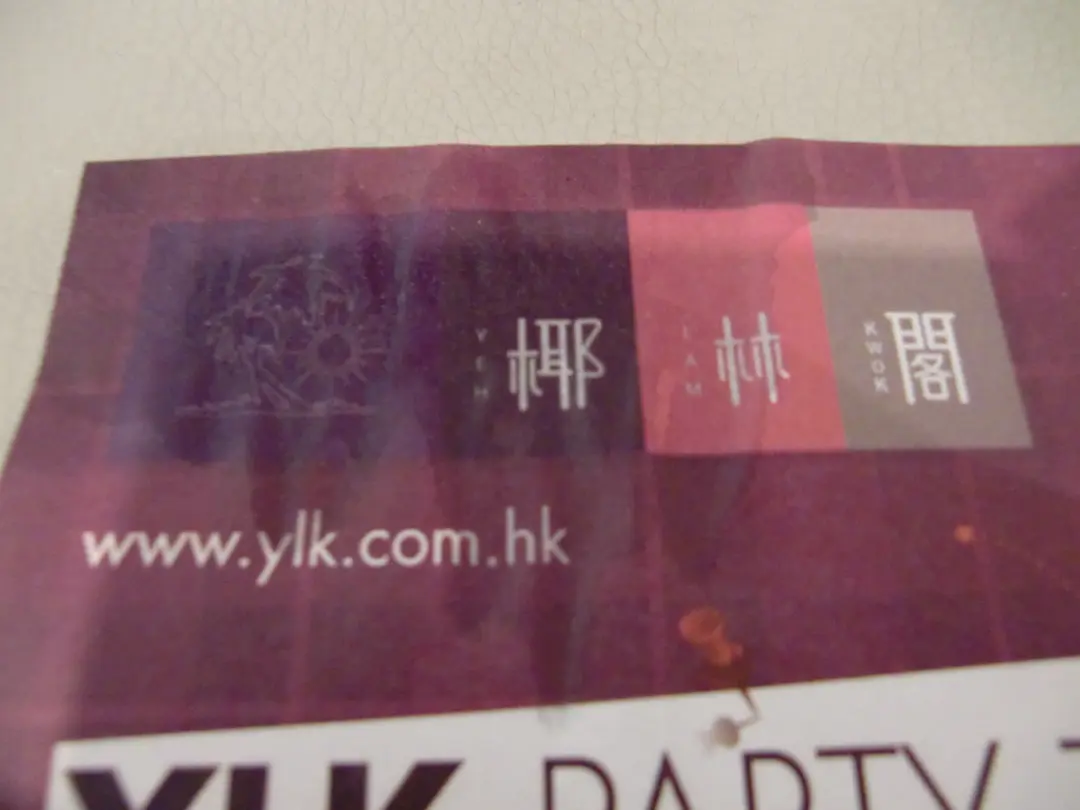 YEH 椰 LAM 林 KWOK 閣
www.ylk.com.hk
YLK PARTY